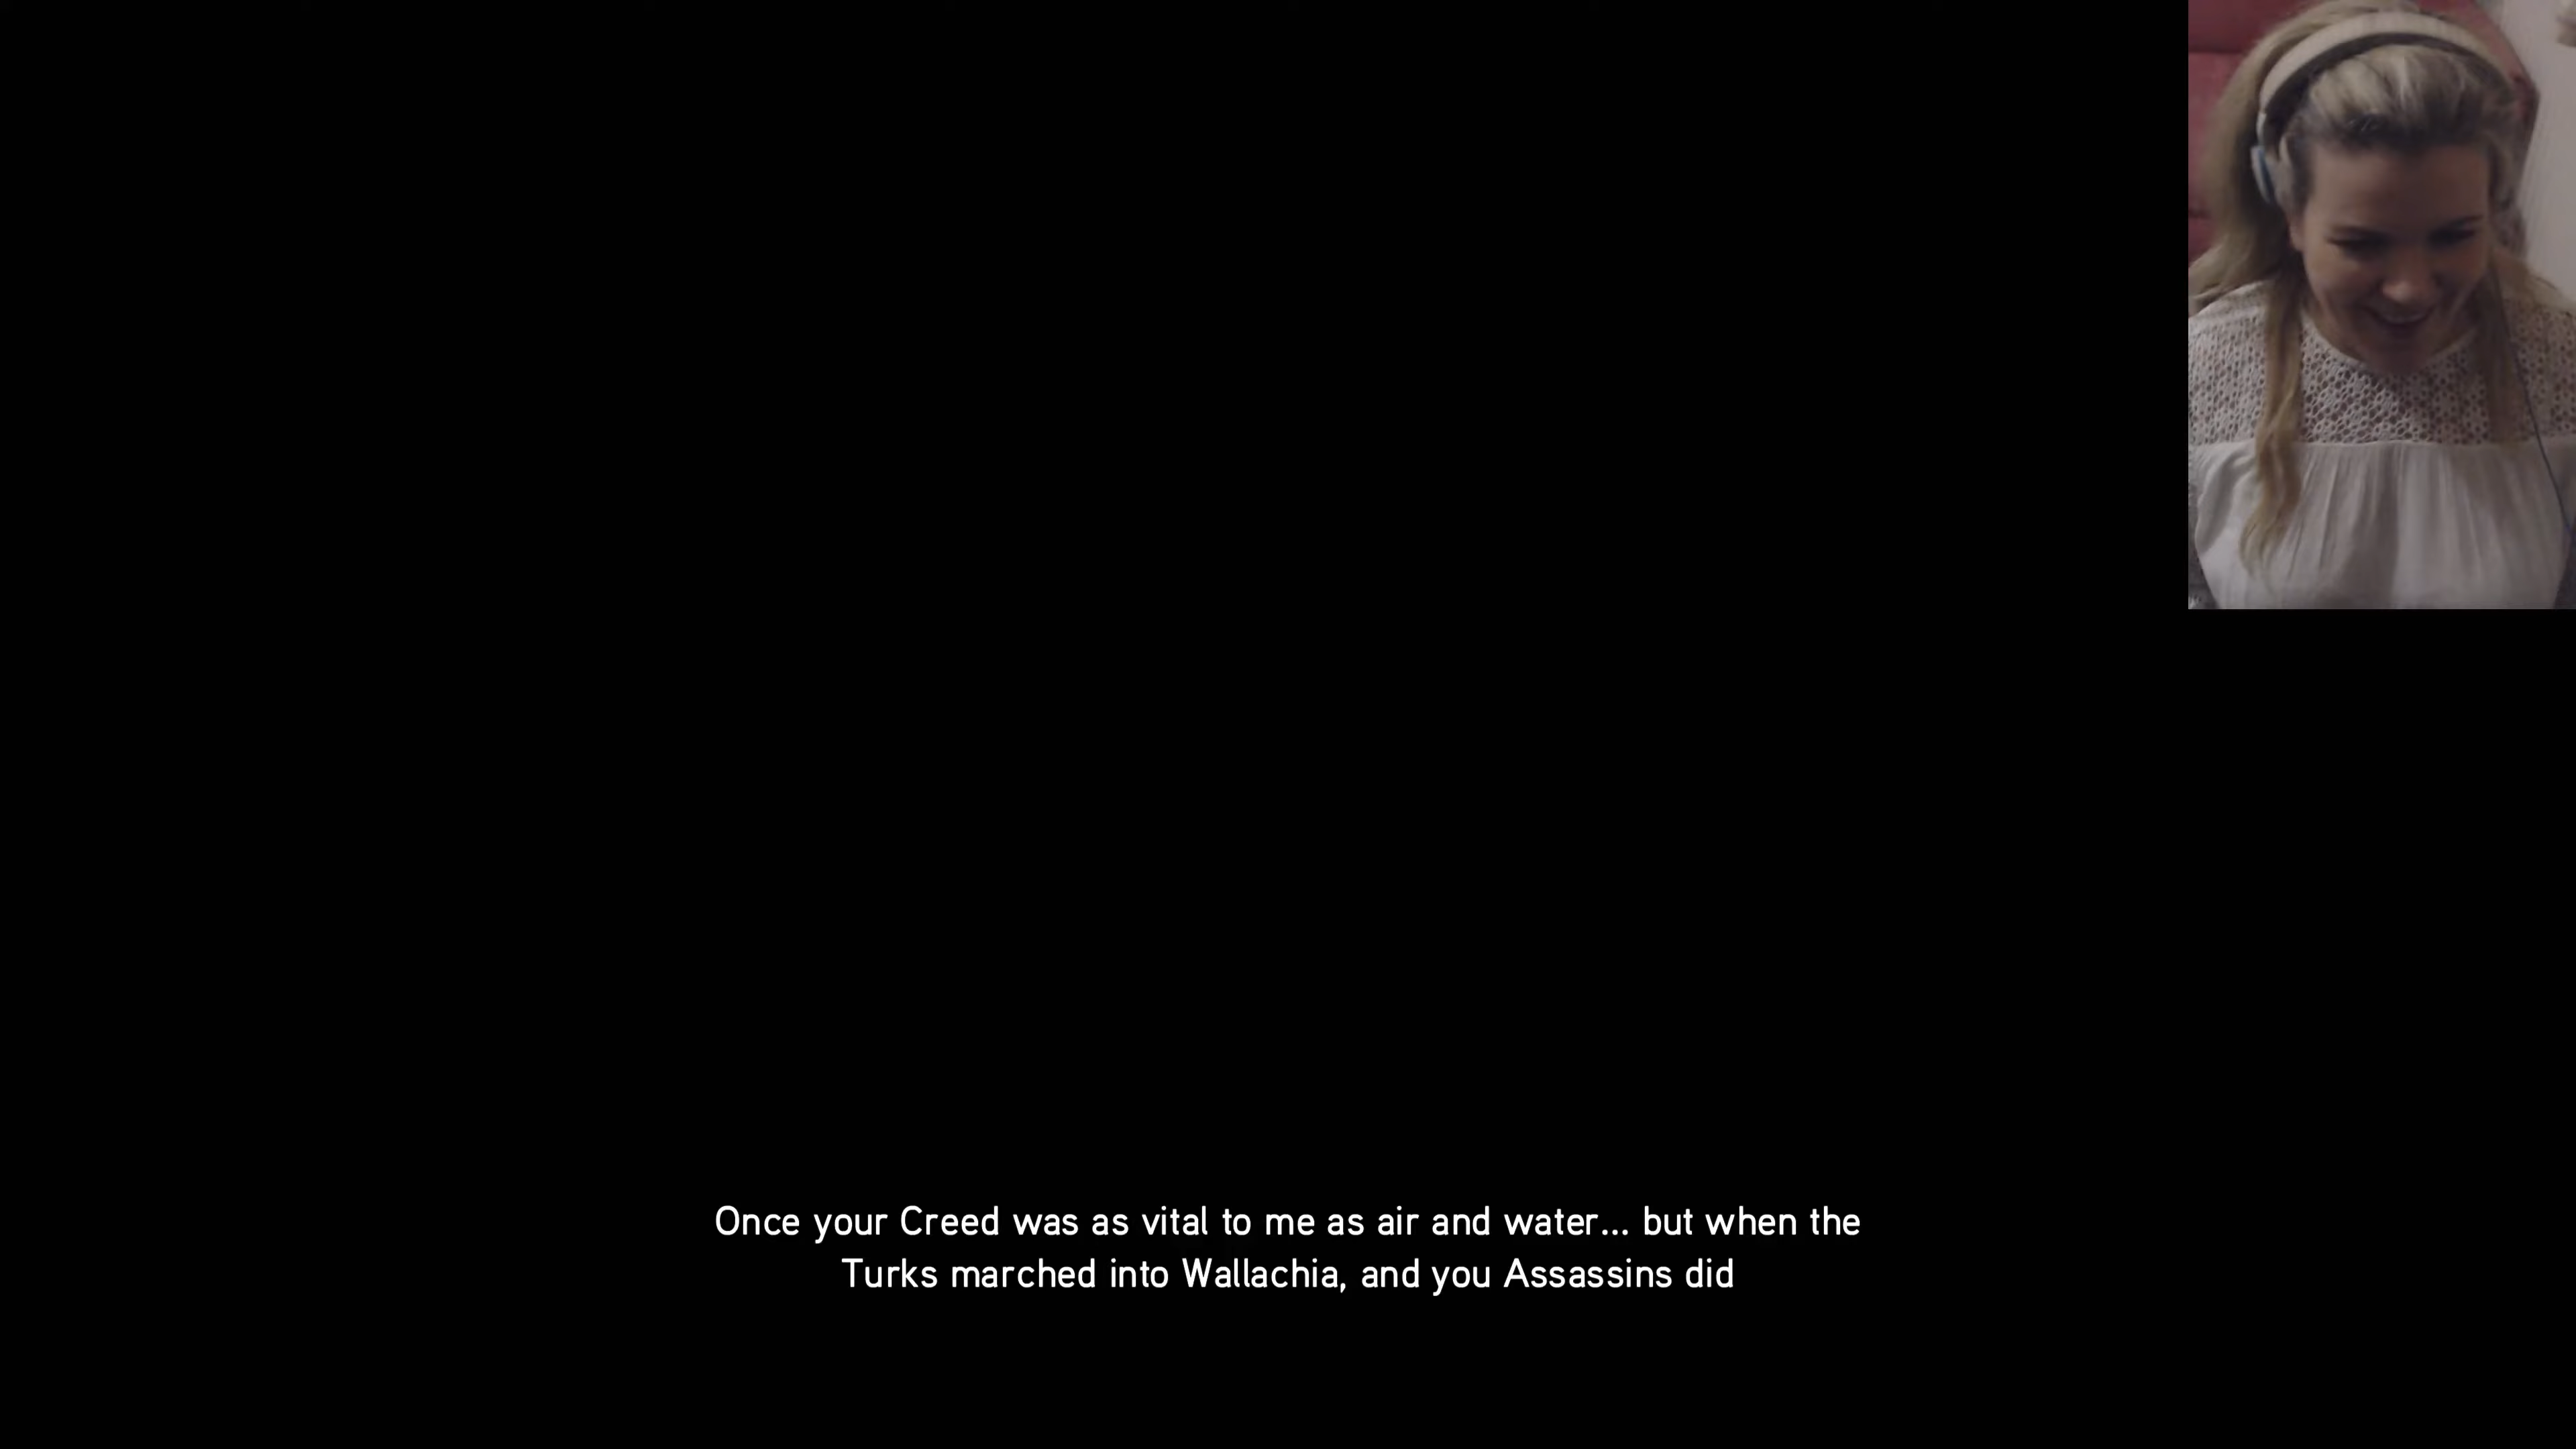 Once your Creed was as vital to me as air and water... but when the
Turks marched into Wallachia, and you Assassins did